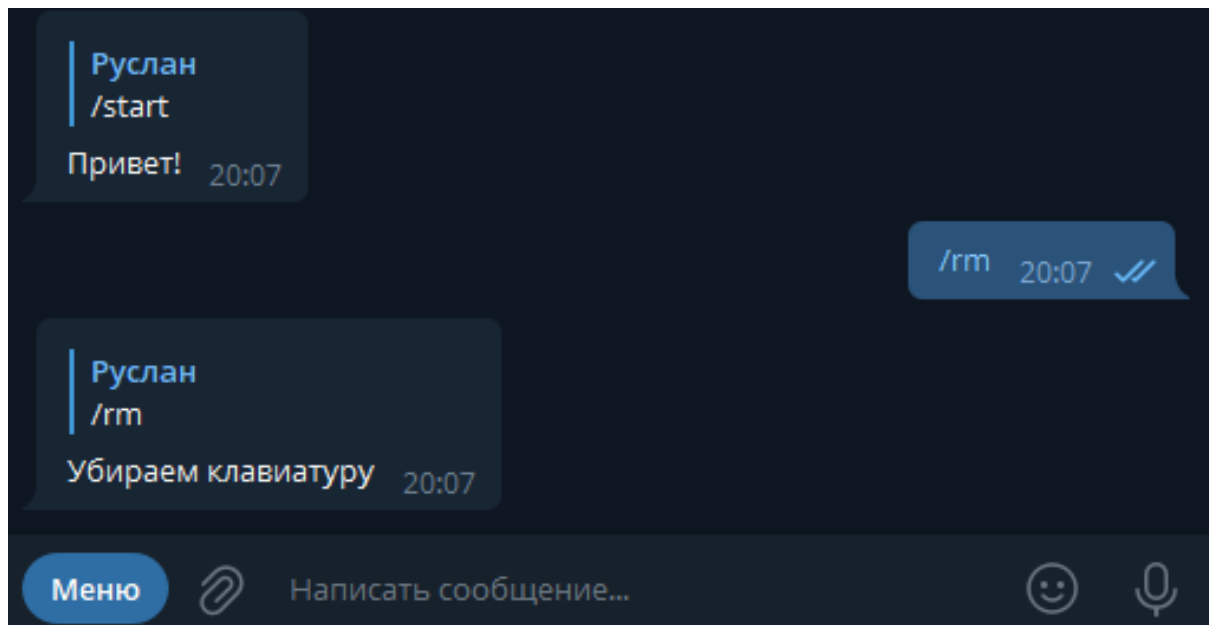 Руслан
/start
Привет! 20:07
/rm 20:07
Руслан
/rm
Убираем клавиатуру 20:07
Меню Написать сообщение...